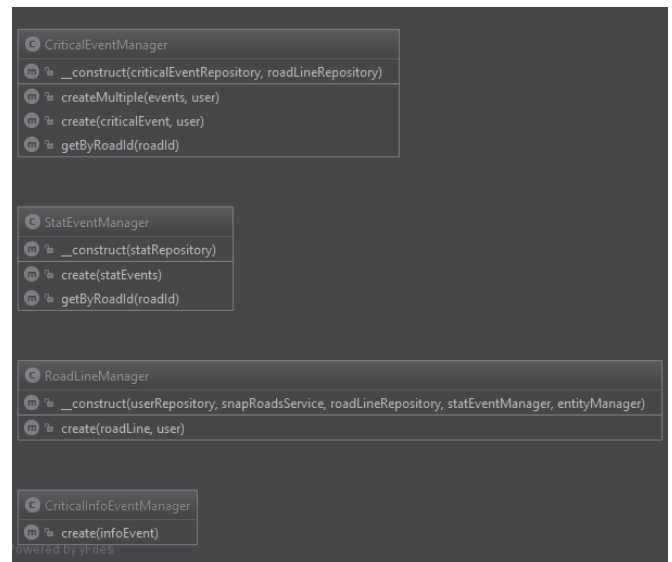 CriticalEventManager
__construct(criticalEventRepository, roadLineRepository)
createMultiple(events, user)
create(criticalEvent, user)
getByRoadId(roadId)
StatEventManager
__construct(statRepository)
create(statEvents)
getByRoadId(roadId)
RoadLineManager
__construct(userRepository, snapRoadsService, roadLineRepository, statEventManager, entityManager)
create(roadLine, user)
CriticalInfoEventManager
create(infoEvent)
Powered by yFiles